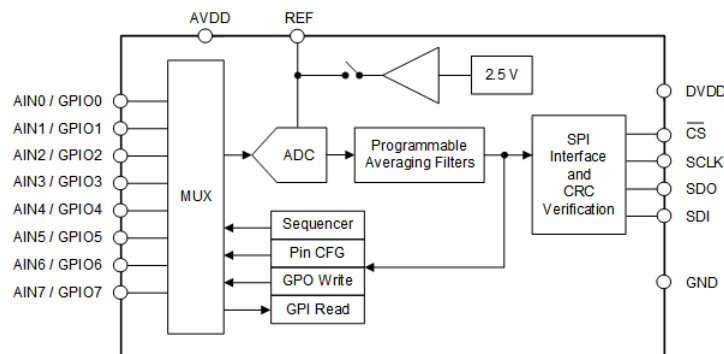 AVDD
REF
2.5 V
AIN0 / GPIO0
AIN1 / GPIO1
AIN2 / GPIO2
AIN3 / GPIO3
AIN4 / GPIO4
AIN5 / GPIO5
AIN6 / GPIO6
AIN7 / GPIO7
MUX
ADC
Programmable
Averaging Filters
Sequencer
Pin CFG
GPO Write
GPI Read
SPI
Interface
and
CRC
Verification
DVDD
CS
SCLK
SDO
SDI
GND